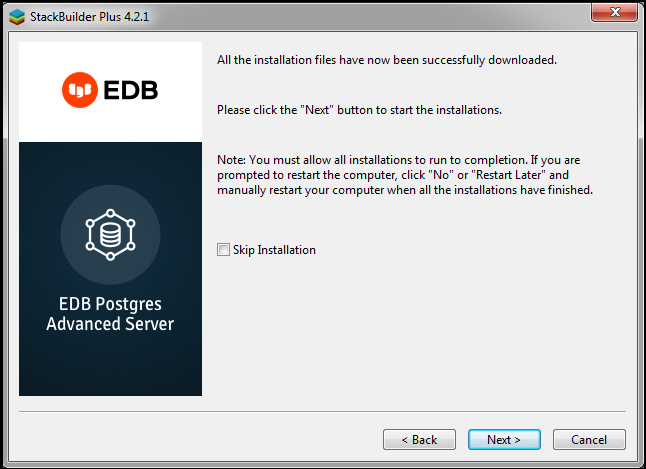 StackBuilder Plus 4.2.1
EDB
EDB Postgres
Advanced Server
All the installation files have now been successfully downloaded.
Please click the "Next" button to start the installations.
Note: You must allow all installations to run to completion. If you are
prompted to restart the computer, click "No" or "Restart Later" and
manually restart your computer when all the installations have finished.
Skip Installation
< Back
Next >
Cancel